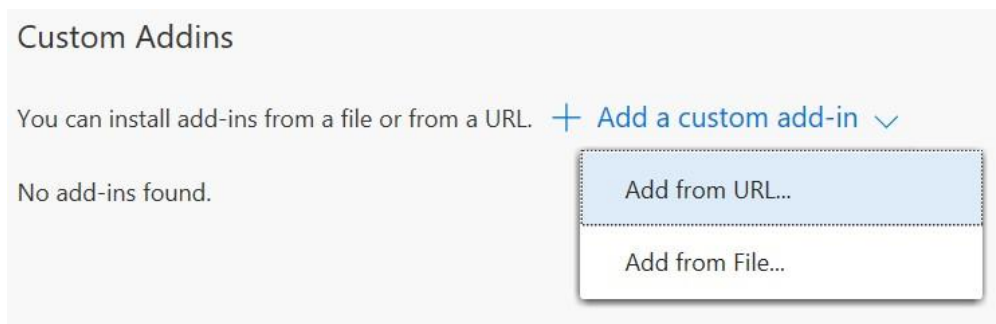 Custom Addins
You can install add-ins from a file or from a URL. + Add a custom add-in
Add from URL...
No add-ins found.
Add from File...